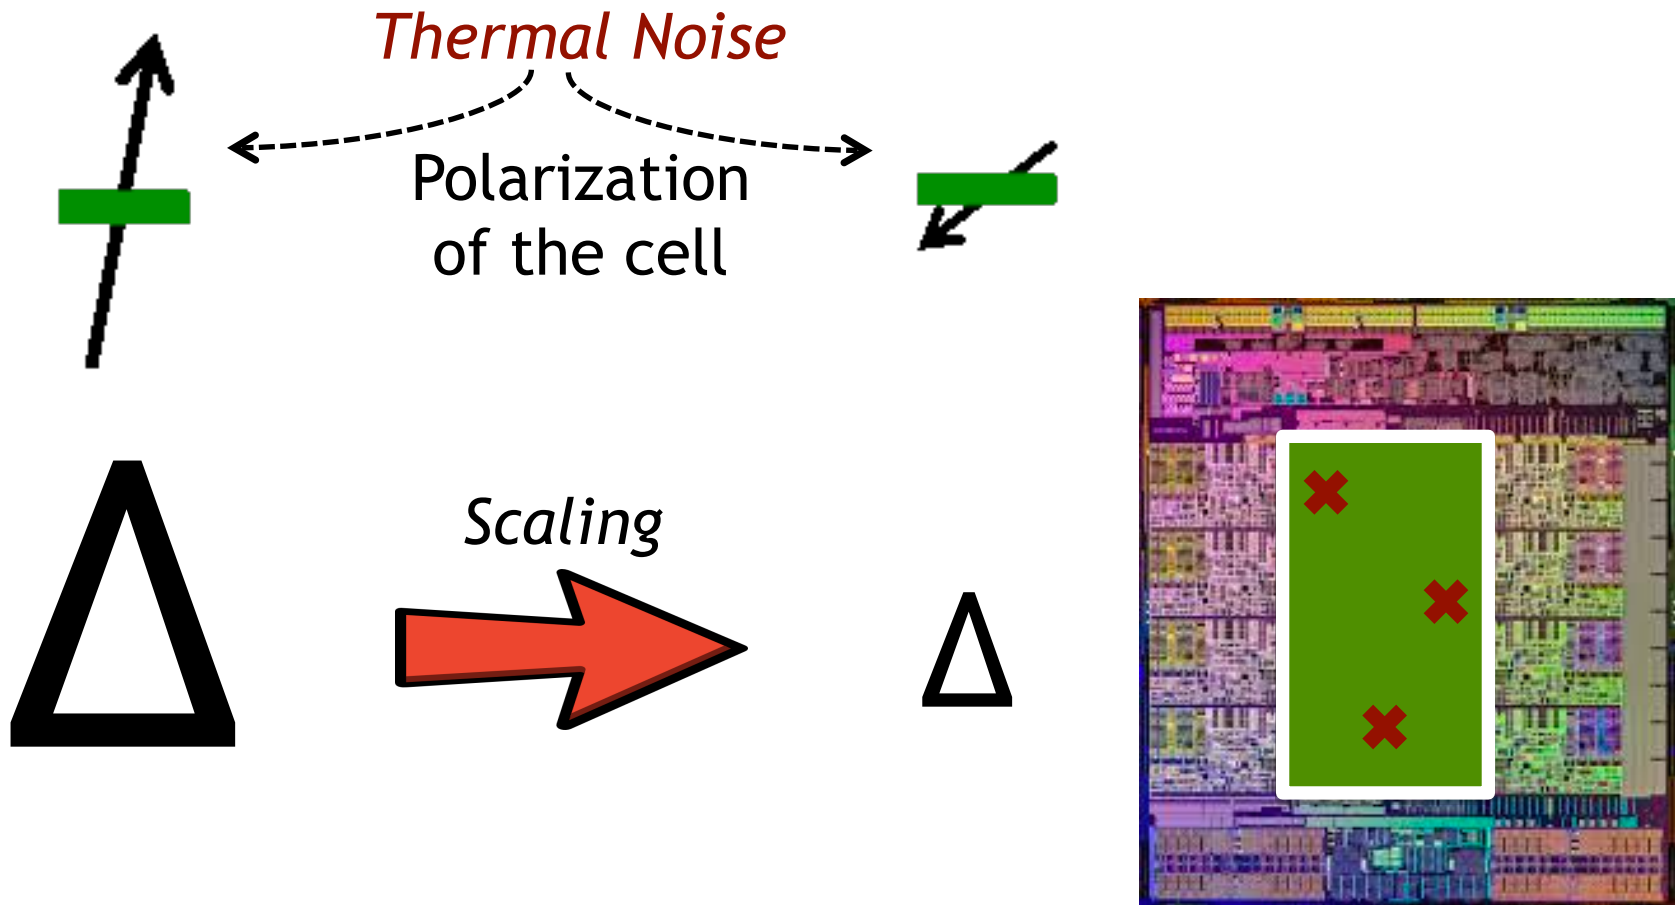 Thermal Noise
Polarization
of the cell
Δ
Scaling
Δ